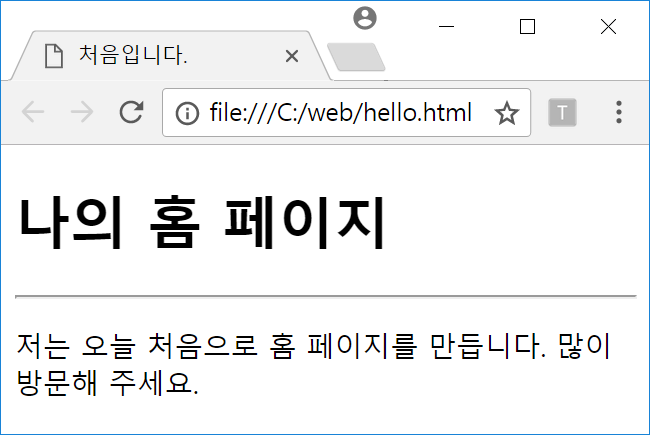 처음입니다.
file:///C:/web/hello.html
T
나의 홈 페이지
저는 오늘 처음으로 홈 페이지를 만듭니다. 많이
방문해 주세요.